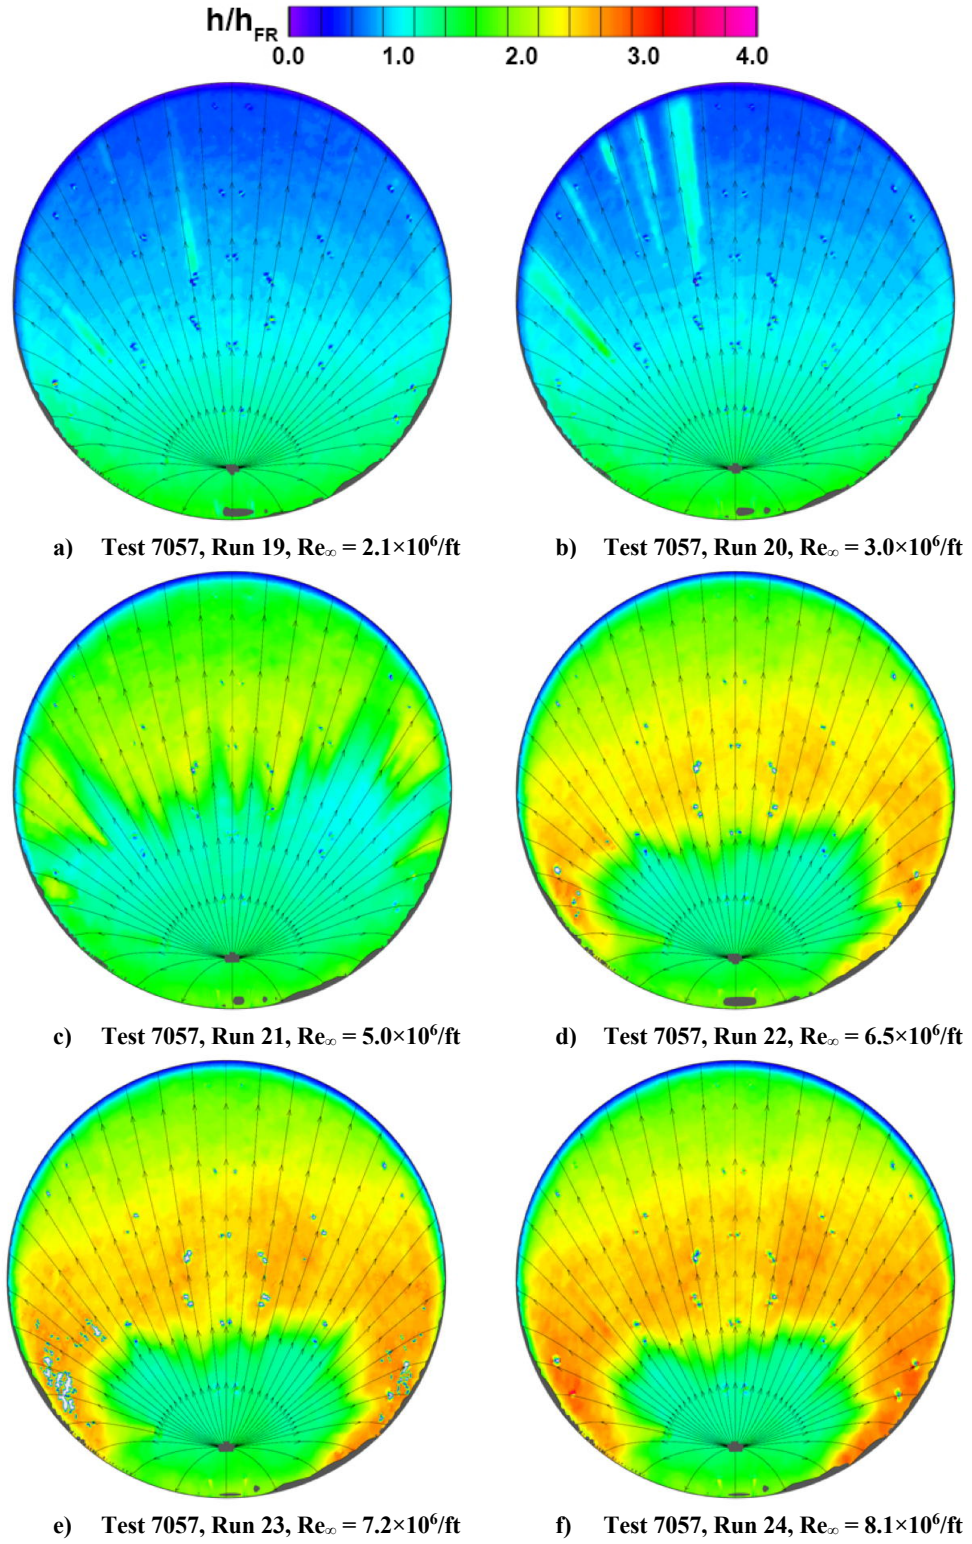 h/hFR
0.0 1.0 2.0 3.0 4.0
a) Test 7057, Run 19, Re∞ = 2.1×10⁶/ft
b) Test 7057, Run 20, Re∞ = 3.0×10⁶/ft
c) Test 7057, Run 21, Re∞ = 5.0×10⁶/ft
d) Test 7057, Run 22, Re∞ = 6.5×10⁶/ft
e) Test 7057, Run 23, Re∞ = 7.2×10⁶/ft
f) Test 7057, Run 24, Re∞ = 8.1×10⁶/ft